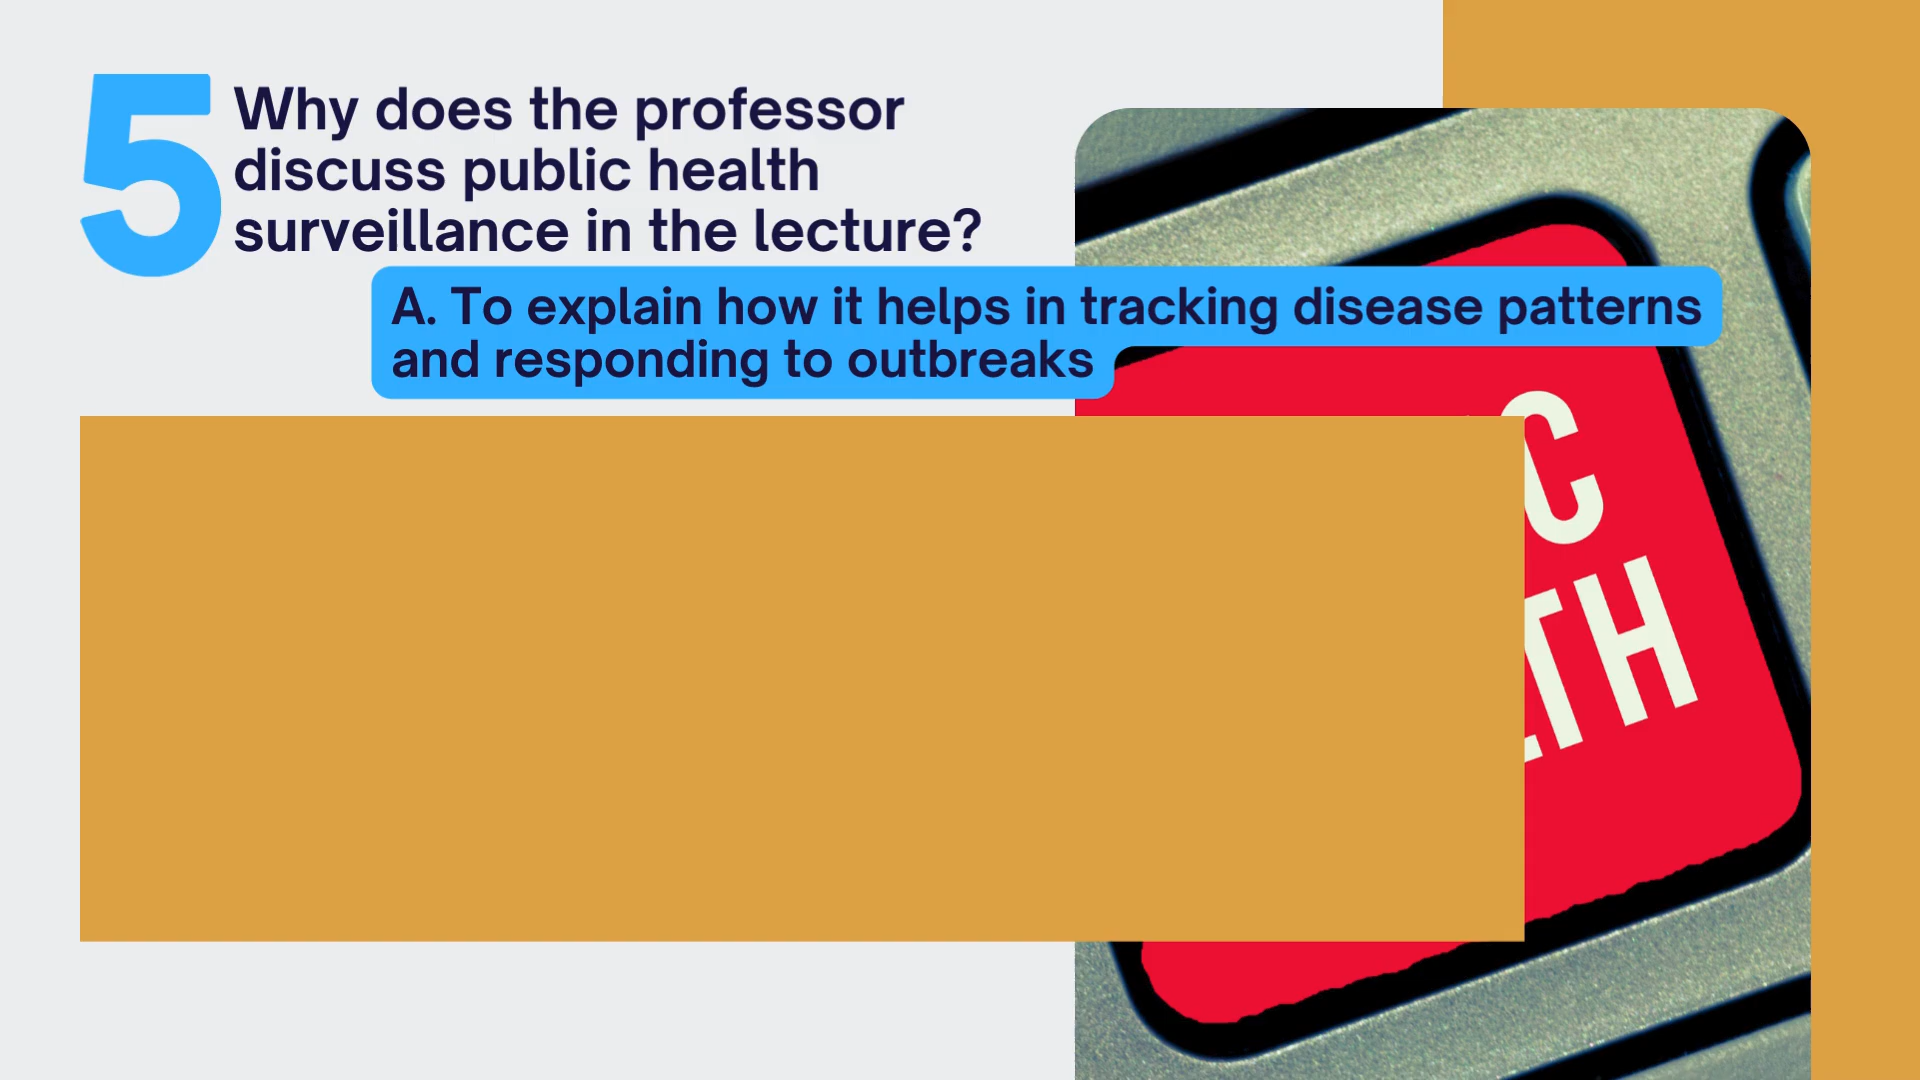 5
Why does the professor
discuss public health
surveillance in the lecture?
A. To explain how it helps in tracking disease patterns
and responding to outbreaks
C
TH